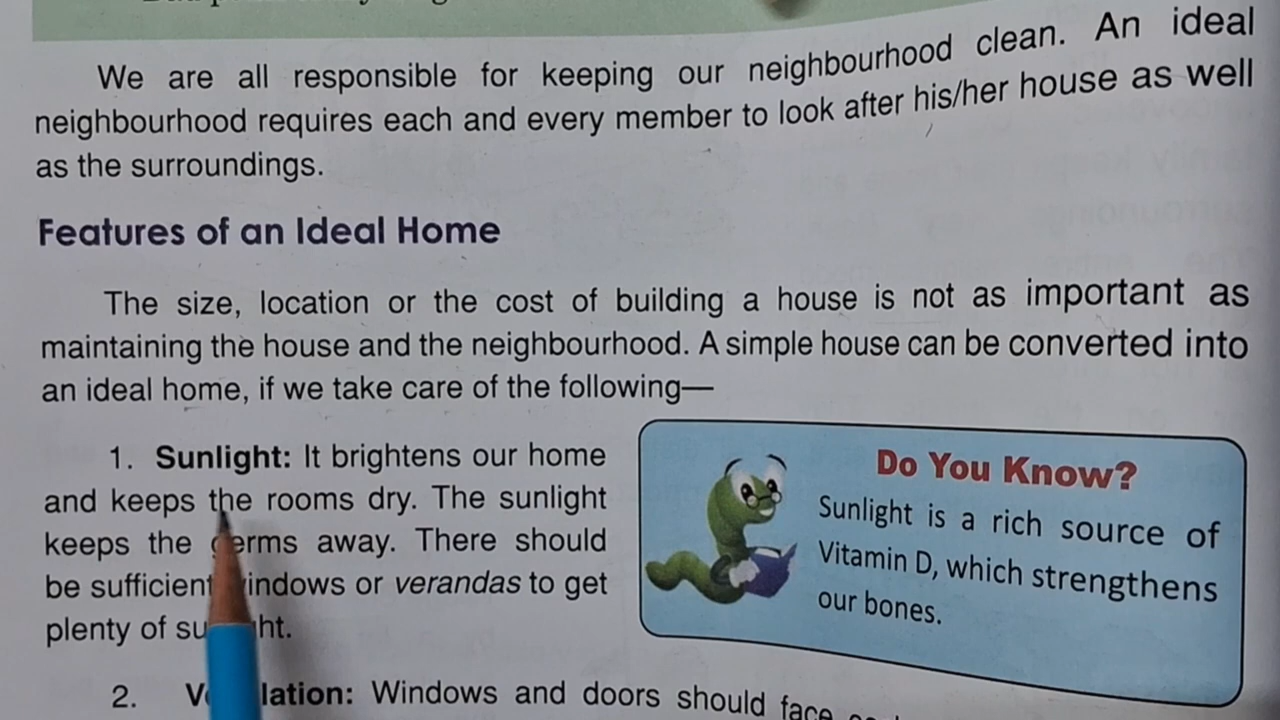 We are all responsible for keeping our neighbourhood clean. An ideal
neighbourhood requires each and every member to look after his/her house as well
as the surroundings.
Features of an Ideal Home
The size, location or the cost of building a house is not as important as
maintaining the house and the neighbourhood. A simple house can be converted into
an ideal home, if we take care of the following—
1. Sunlight: It brightens our home
and keeps the rooms dry. The sunlight
keeps the germs away. There should
be sufficient windows or verandas to get
plenty of sunlight.
Do You Know?
Sunlight is a rich source of
Vitamin D, which strengthens
our bones.
2. Ventilation: Windows and doors should face